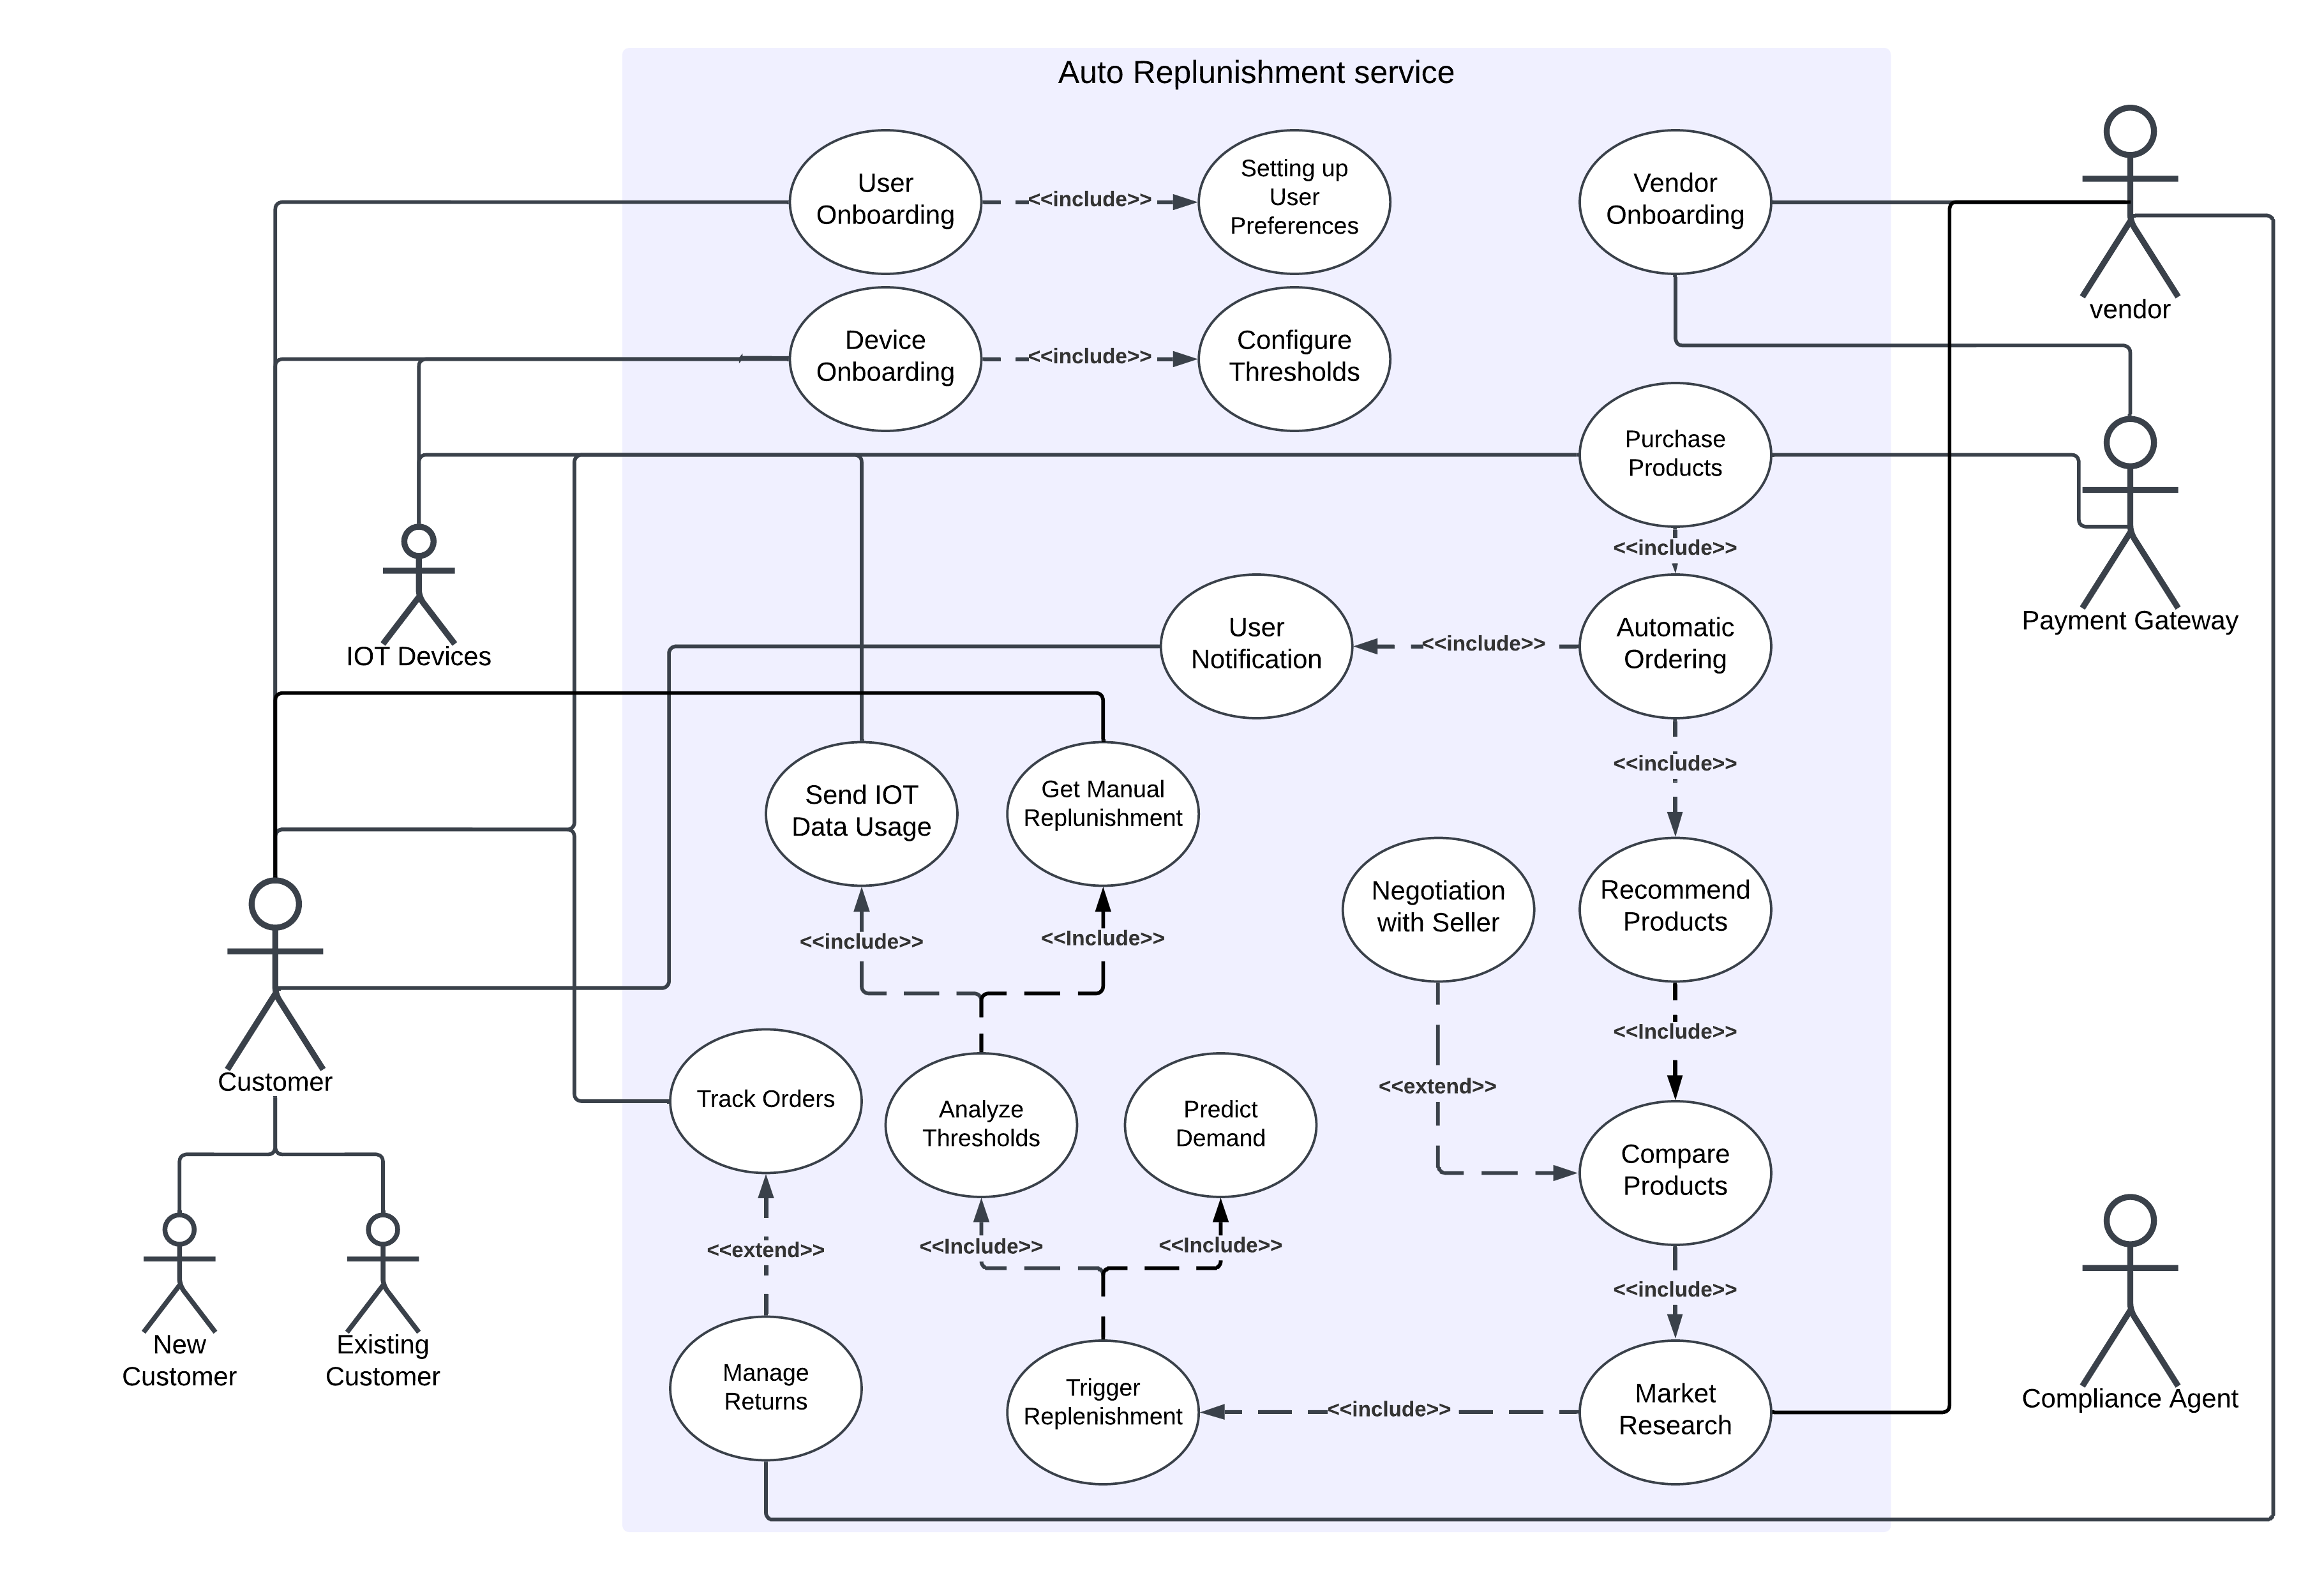 Auto Replunishment service
User
Onboarding
<<include>>
Setting up
User
Preferences
Vendor
Onboarding
vendor
Device
Onboarding
<<include>>
Configure
Thresholds
Purchase
Products
<<include>>
Payment Gateway
IOT Devices
User
Notification
<<include>>
Automatic
Ordering
<<include>>
Send IOT
Data Usage
Get Manual
Replunishment
Negotiation
with Seller
Recommend
Products
<<include>>
<<Include>>
<<Include>>
Customer
Track Orders
Analyze
Thresholds
Predict
Demand
<<extend>>
Compare
Products
<<extend>>
<<Include>>
<<Include>>
<<include>>
New
Customer
Existing
Customer
Manage
Returns
Trigger
Replenishment
<<include>>
Market
Research
Compliance Agent